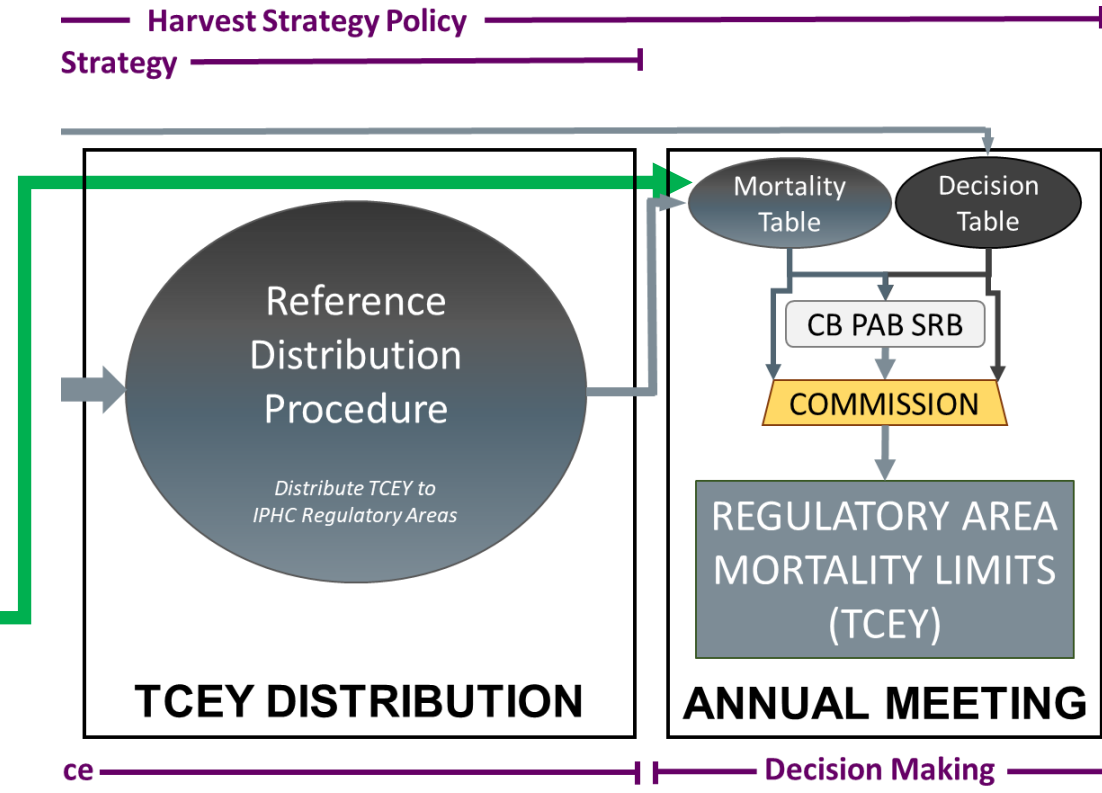 Harvest Strategy Policy
Strategy
Mortality
Table
Decision
Table
Reference
Distribution
Procedure
Distribute TCEY to
IPHC Regulatory Areas
CB PAB SRB
COMMISSION
REGULATORY AREA
MORTALITY LIMITS
(TCEY)
TCEY DISTRIBUTION
ANNUAL MEETING
ce
Decision Making